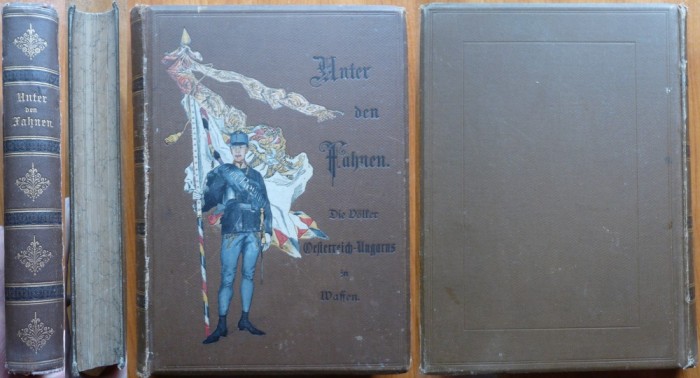 Unter
den
Fahnen.
Unter
den
Fahnen.
Die Völker
Oesterreich-Ungarns
in
Waffen.